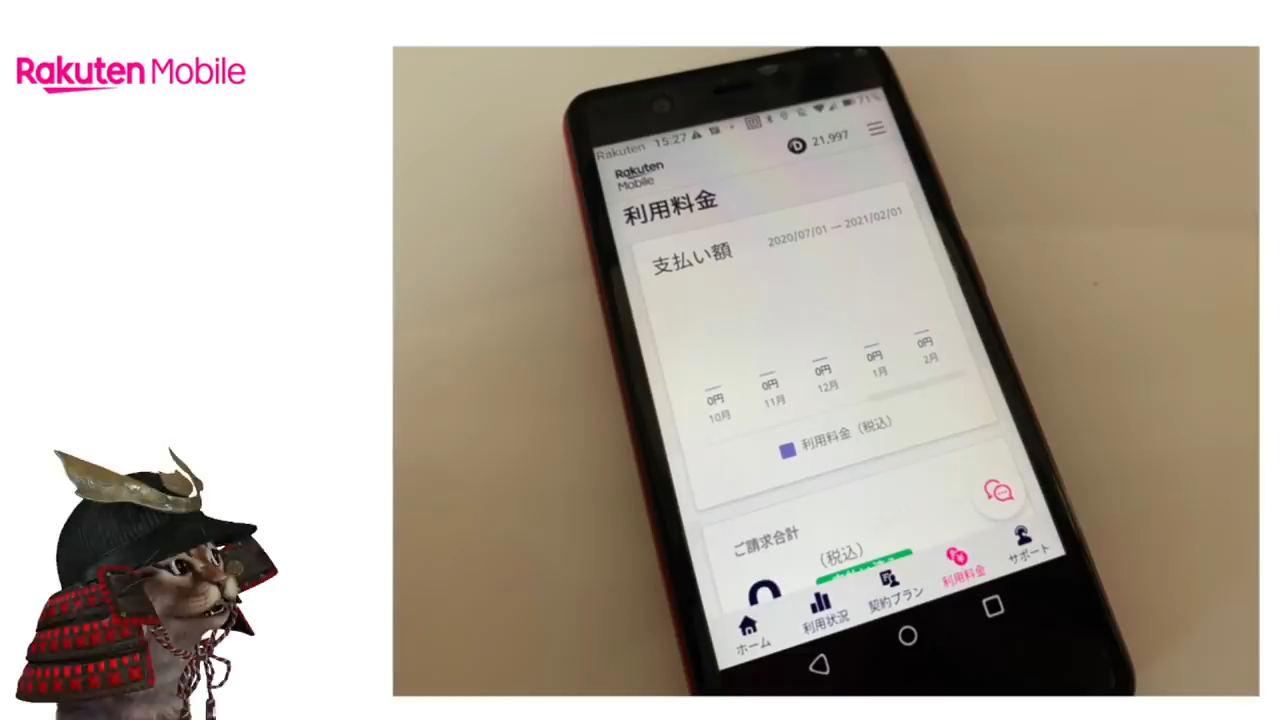 Rakuten Mobile
Rakuten 15:27
71%
Rakuten
Mobile
21,997
利用料金
支払い額
2020/07/01 — 2021/02/01
0円 0円 0円 0円 0円
10月 11月 12月 1月 2月
利用料金（税込）
ご請求合計
（税込）
ホーム 利用状況 契約プラン 利用料金 サポート